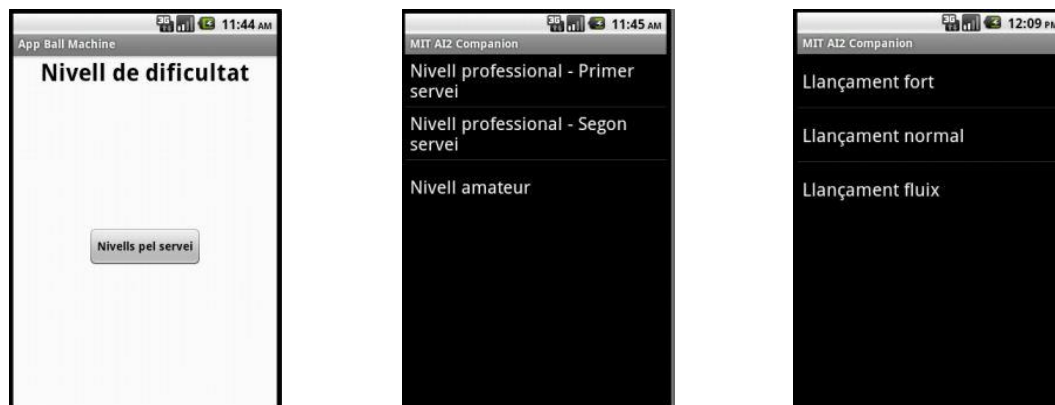 11:44 AM
App Ball Machine
Nivell de dificultat
Nivells pel servei
11:45 AM
MIT AI2 Companion
Nivell professional - Primer
servei
Nivell professional - Segon
servei
Nivell amateur
12:09 PM
MIT AI2 Companion
Llançament fort
Llançament normal
Llançament fluix